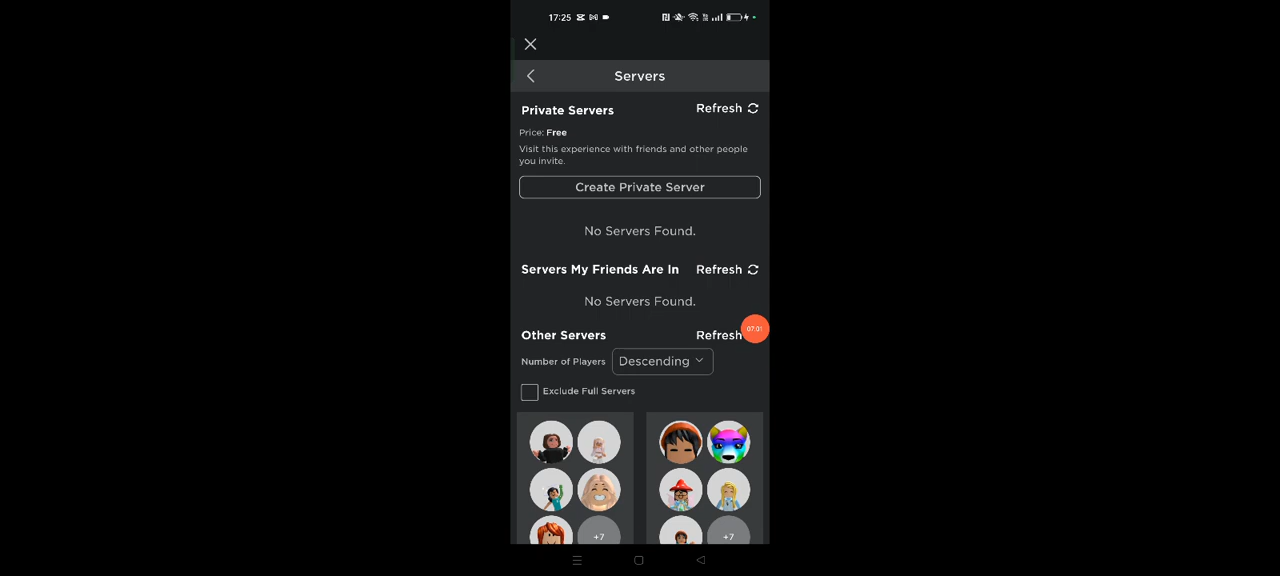 17:25
Servers
Private Servers
Refresh
Price: Free
Visit this experience with friends and other people
you invite.
Create Private Server
No Servers Found.
Servers My Friends Are In
Refresh
No Servers Found.
Other Servers
Refresh
07:01
Number of Players
Descending
Exclude Full Servers
+7
+7